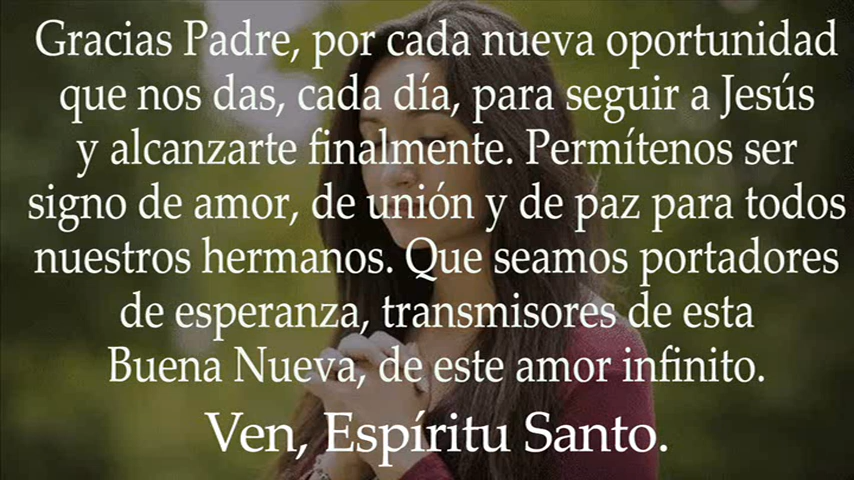 Gracias Padre, por cada nueva oportunidad
que nos das, cada día, para seguir a Jesús
y alcanzarte finalmente. Permítenos ser
signo de amor, de unión y de paz para todos
nuestros hermanos. Que seamos portadores
de esperanza, transmisores de esta
Buena Nueva, de este amor infinito.
Ven, Espíritu Santo.